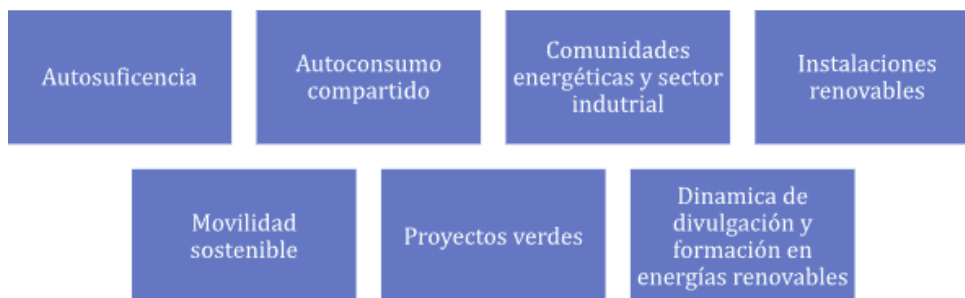 Autosuficencia
Autoconsumo
compartido
Comunidades
energéticas y sector
indutrial
Instalaciones
renovables
Movilidad
sostenible
Proyectos verdes
Dinamica de
divulgación y
formación en
energías renovables